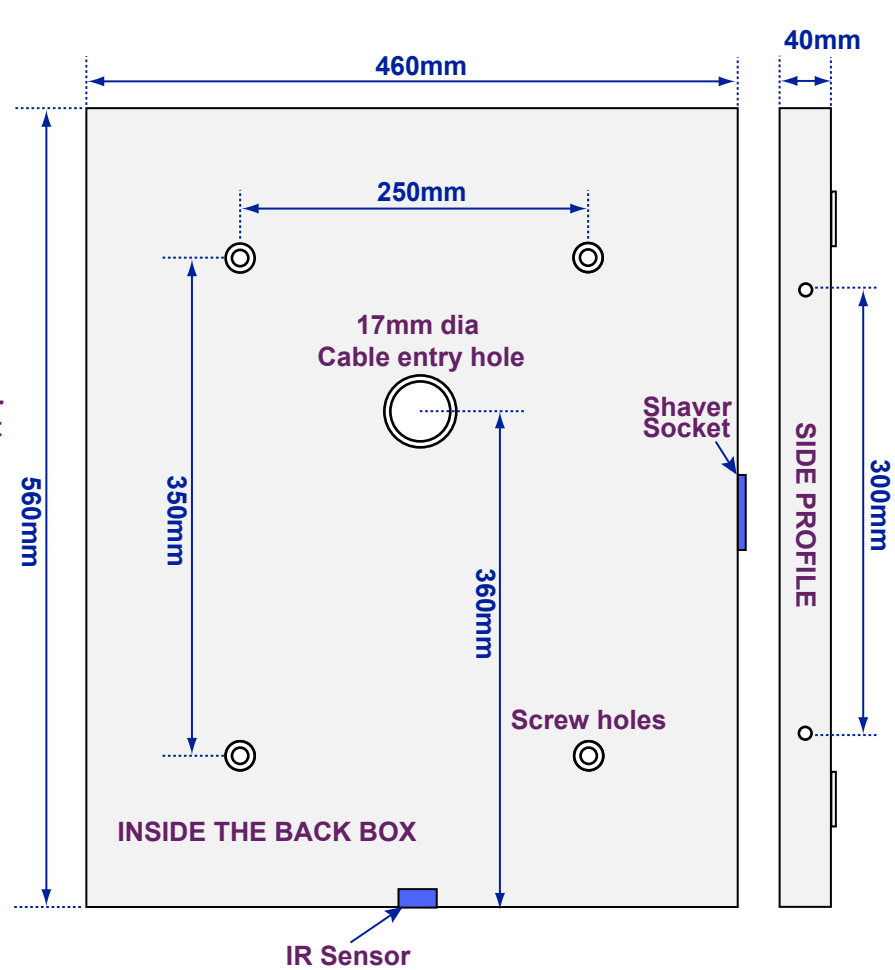 40mm
460mm
250mm
17mm dia
Cable entry hole
Shaver
Socket
560mm
350mm
360mm
SIDE PROFILE
300mm
Screw holes
INSIDE THE BACK BOX
IR Sensor